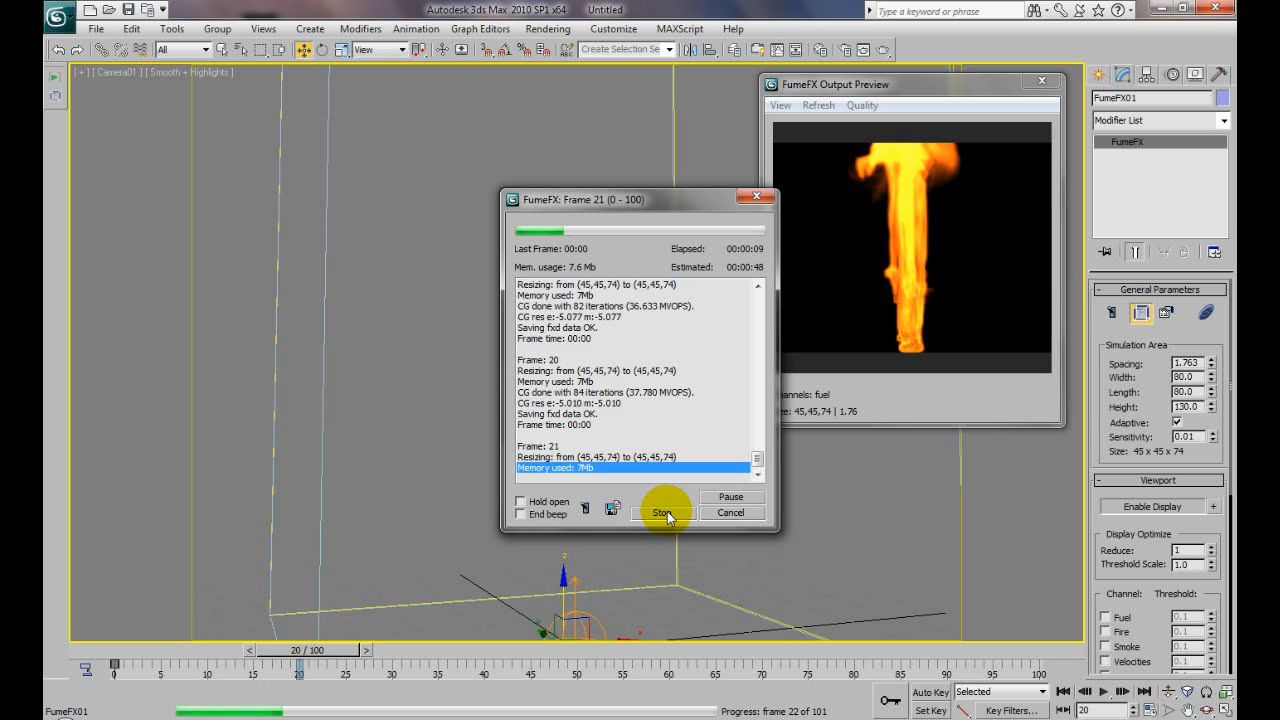 Autodesk 3ds Max 2010 SP1 x64 Untitled
Type a keyword or phrase
File Edit Tools Group Views Create Modifiers Animation Graph Editors Rendering Customize MAXScript Help
All View Create Selection Se
[ + ] [ Camera01 ] [ Smooth + Highlights ]
FumeFX Output Preview
View Refresh Quality
FumeFX: Frame 21 (0 - 100)
Last Frame: 00:00 Elapsed: 00:00:09
Mem. usage: 7.6 Mb Estimated: 00:00:48
Resizing: from (45,45,74) to (45,45,74)
Memory used: 7Mb
CG done with 82 iterations (36.633 MVOPS).
CG res e:-5.077 m:-5.077
Saving fxd data OK.
Frame time: 00:00
Frame: 20
Resizing: from (45,45,74) to (45,45,74)
Memory used: 7Mb
CG done with 84 iterations (37.780 MVOPS).
CG res e:-5.010 m:-5.010
Saving fxd data OK.
Frame time: 00:00
Frame: 21
Resizing: from (45,45,74) to (45,45,74)
Memory used: 7Mb
Hold open
End beep
Pause
Stop Cancel
annels: fuel
e: 45,45,74 | 1.76
FumeFX01
Modifier List
FumeFX
- General Parameters
Simulation Area
Spacing: 1.763
Width: 80.0
Length: 80.0
Height: 130.0
Adaptive:
Sensitivity: 0.01
Size: 45 x 45 x 74
- Viewport
Enable Display +
Display Optimize
Reduce: 1
Threshold Scale: 1.0
Channel: Threshold:
Fuel 0.1
Fire 0.1
Smoke 0.1
Velocities 0.1
z
x
< 20 / 100 >
0 5 10 15 20 25 30 35 40 45 50 55 60 65 70 75 80 85 90 95 100
Auto Key Selected
Set Key Key Filters... 20
FumeFX01 Progress: frame 22 of 101